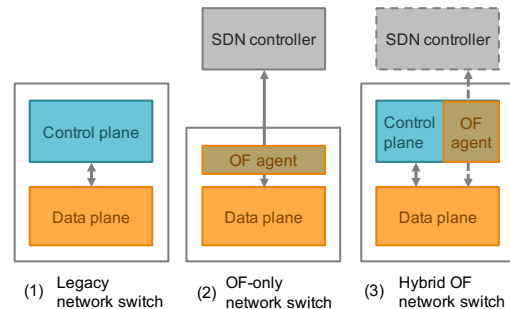 SDN controller
SDN controller
Control plane
Data plane
OF agent
Data plane
Control
plane
OF
agent
Data plane
(1) Legacy
network switch
(2) OF-only
network switch
(3) Hybrid OF
network switch